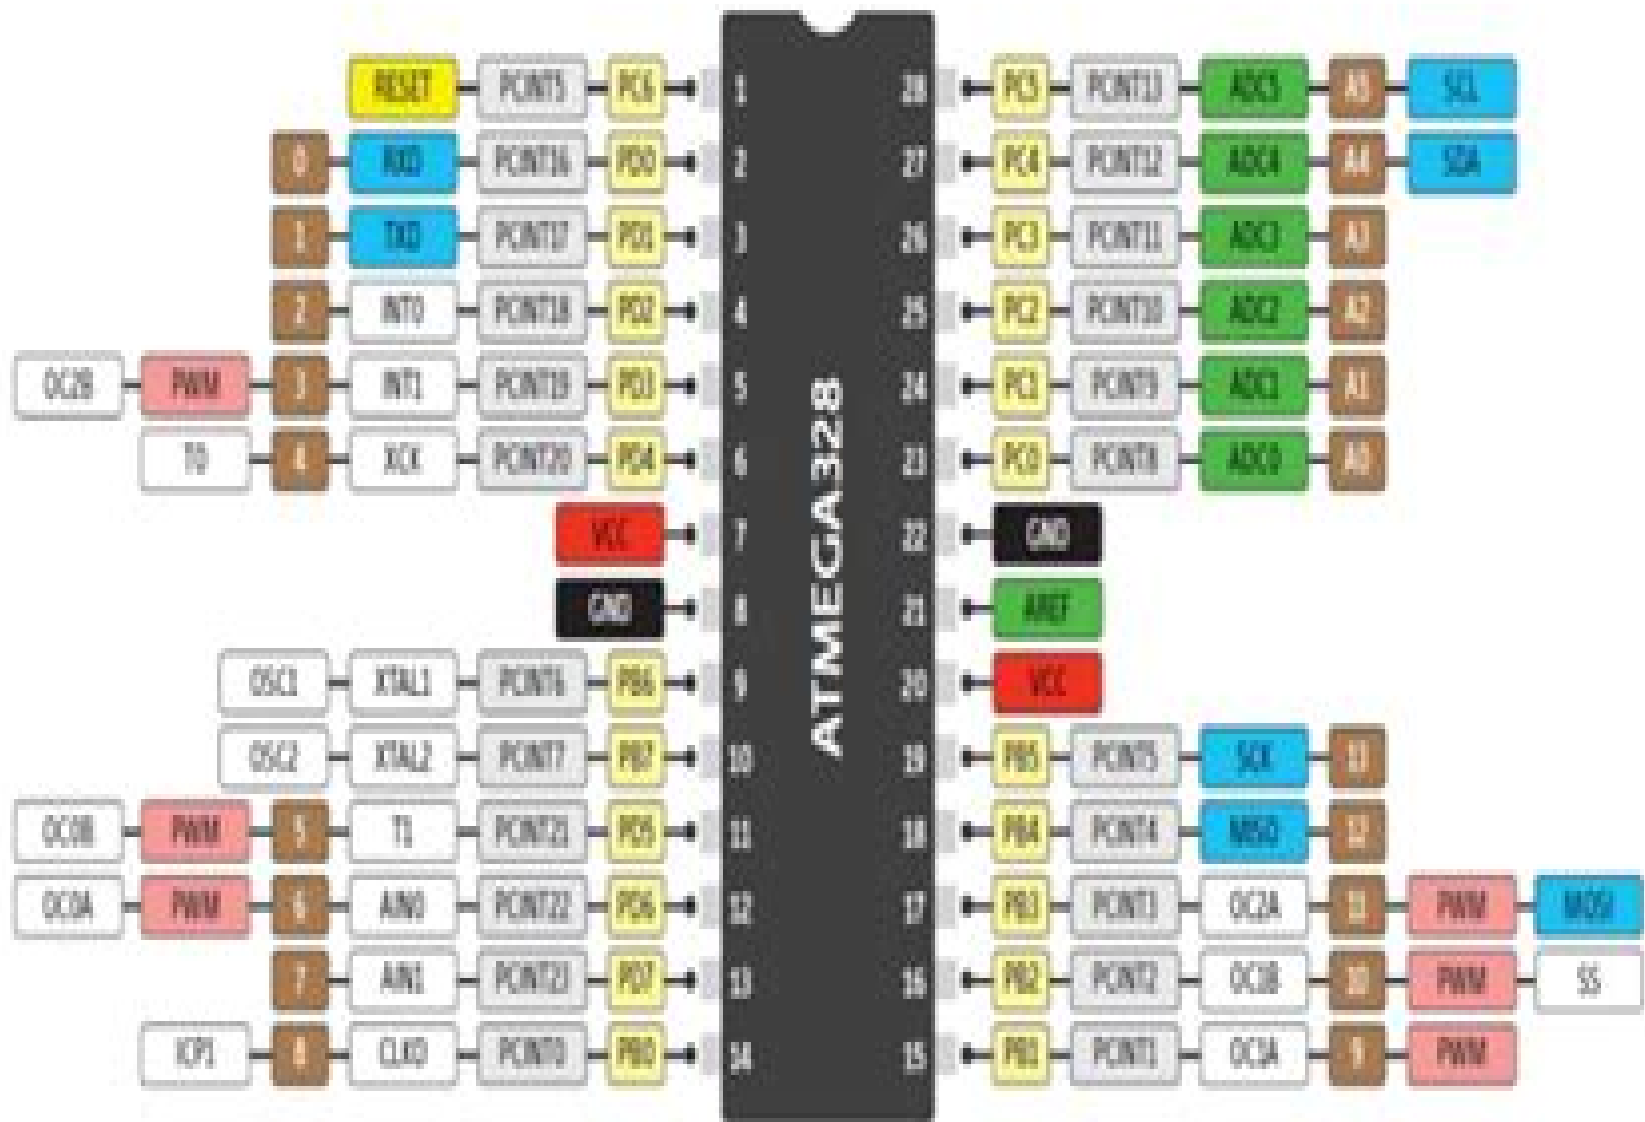 RESET PCINT5 PC6 1 28 PC5 PCINT13 ADC5 A5 SCL
0 RXD PCINT16 PD0 2 27 PC4 PCINT12 ADC4 A4 SDA
1 TXD PCINT17 PD1 3 26 PC3 PCINT11 ADC3 A3
2 INT0 PCINT18 PD2 4 25 PC2 PCINT10 ADC2 A2
OC2B PWM 3 INT1 PCINT19 PD3 5 24 PC1 PCINT9 ADC1 A1
T0 4 XCK PCINT20 PD4 6 23 PC0 PCINT8 ADC0 A0
VCC 7 22 GND
GND 8 21 AREF
OSC1 XTAL1 PCINT6 PB6 9 20 VCC
OSC2 XTAL2 PCINT7 PB7 10 19 PB5 PCINT5 SCK 13
OC0B PWM 5 T1 PCINT21 PD5 11 18 PB4 PCINT4 MISO 12
OC0A PWM 6 AIN0 PCINT22 PD6 12 17 PB3 PCINT3 OC2A 11 PWM MOSI
7 AIN1 PCINT23 PD7 13 16 PB2 PCINT2 OC1B 10 PWM SS
ICP1 8 CLKO PCINT0 PB0 14 15 PB1 PCINT1 OC1A 9 PWM
ATMEGA328